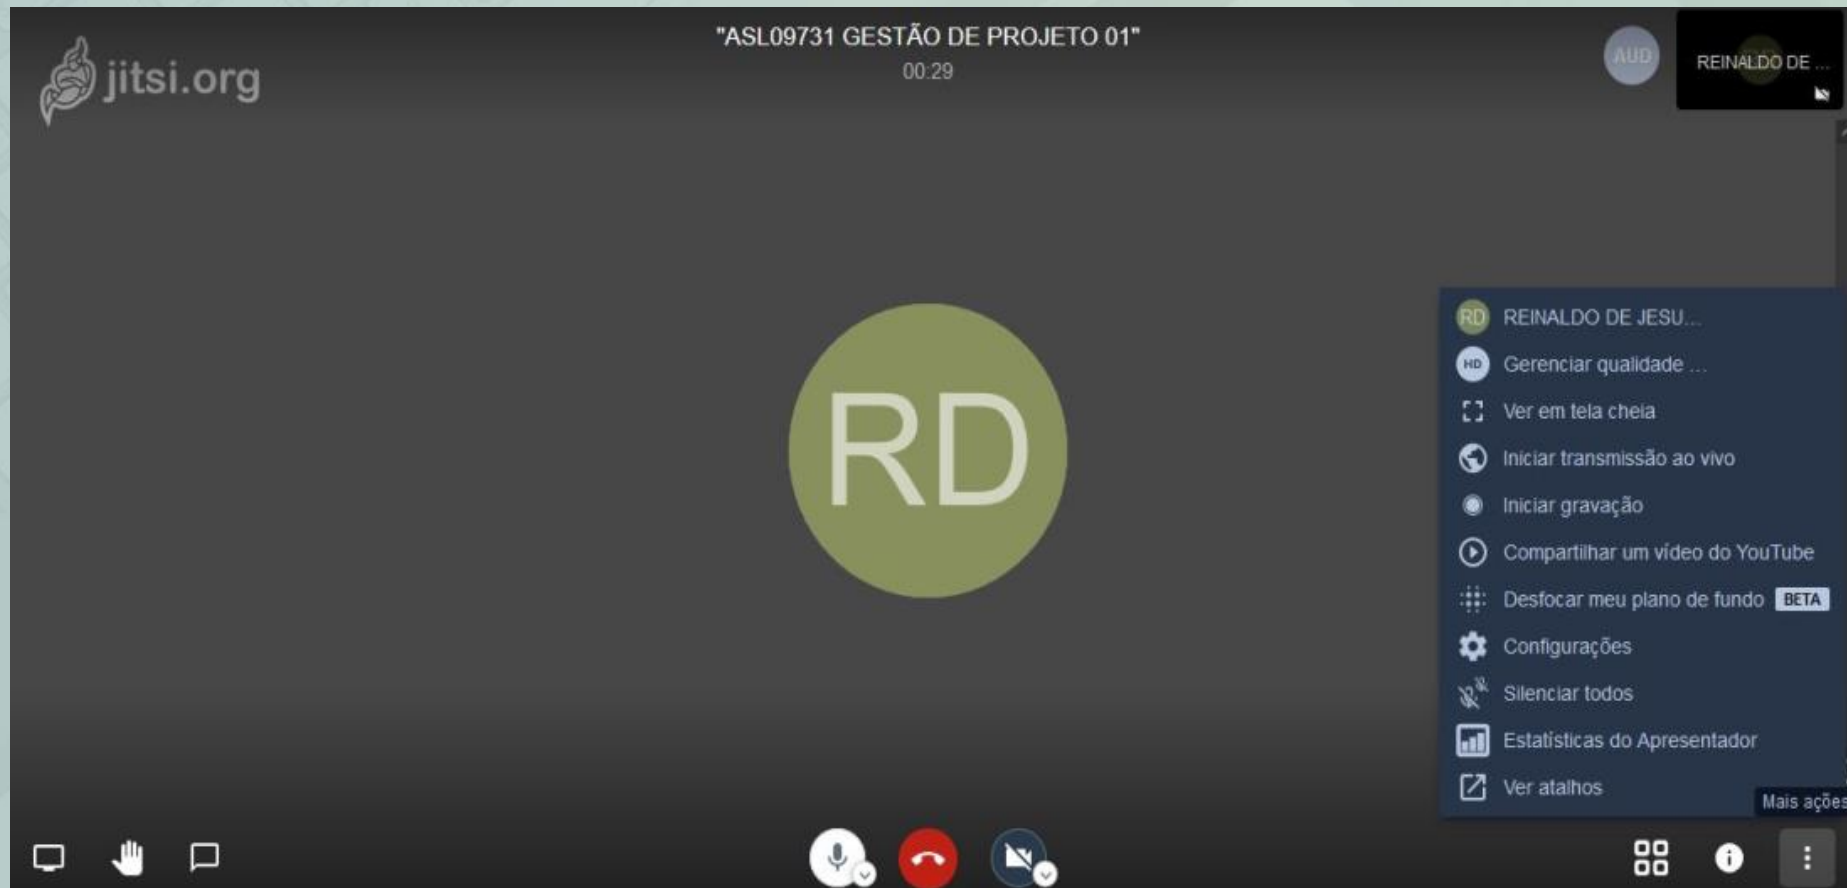 jitsi.org
"ASL09731 GESTÃO DE PROJETO 01"
00:29
AUD
REINALDO DE ...
RD
RD REINALDO DE JESU...
HD Gerenciar qualidade ...
Ver em tela cheia
Iniciar transmissão ao vivo
Iniciar gravação
Compartilhar um vídeo do YouTube
Desfocar meu plano de fundo BETA
Configurações
Silenciar todos
Estatísticas do Apresentador
Ver atalhos
Mais ações